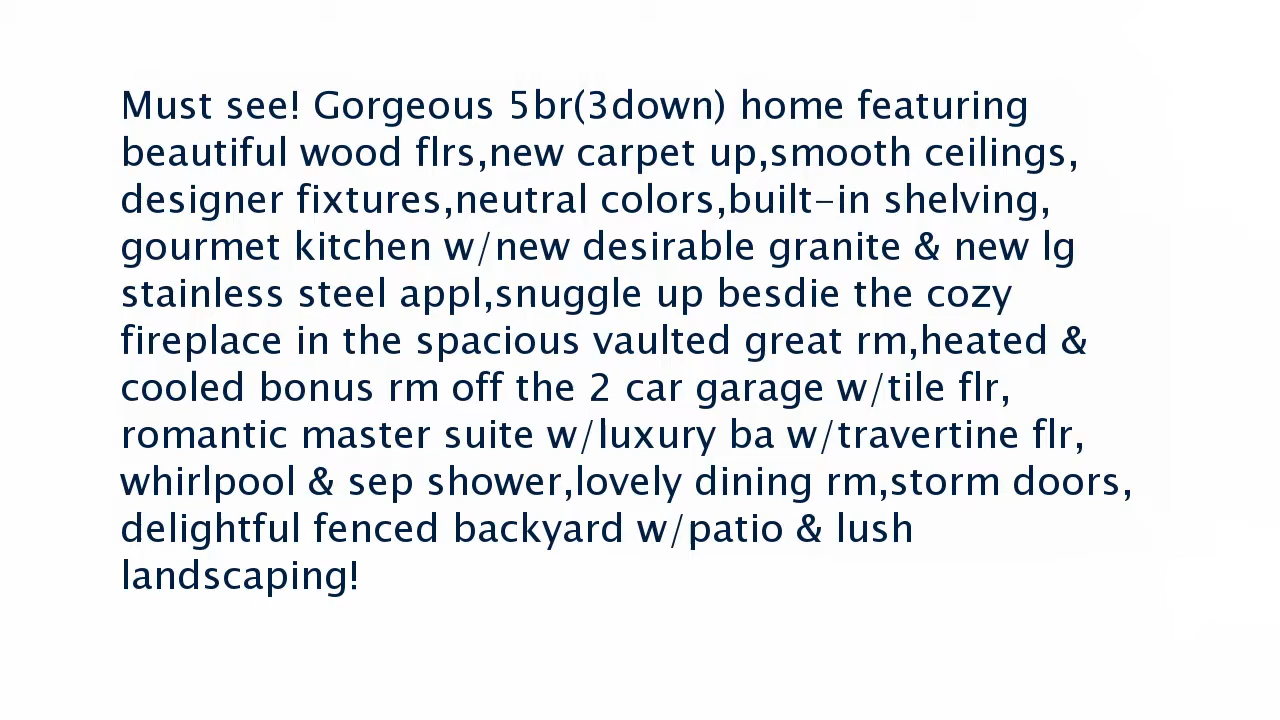 Must see! Gorgeous 5br(3down) home featuring
beautiful wood flrs,new carpet up,smooth ceilings,
designer fixtures,neutral colors,built-in shelving,
gourmet kitchen w/new desirable granite & new lg
stainless steel appl,snuggle up besdie the cozy
fireplace in the spacious vaulted great rm,heated &
cooled bonus rm off the 2 car garage w/tile flr,
romantic master suite w/luxury ba w/travertine flr,
whirlpool & sep shower,lovely dining rm,storm doors,
delightful fenced backyard w/patio & lush
landscaping!